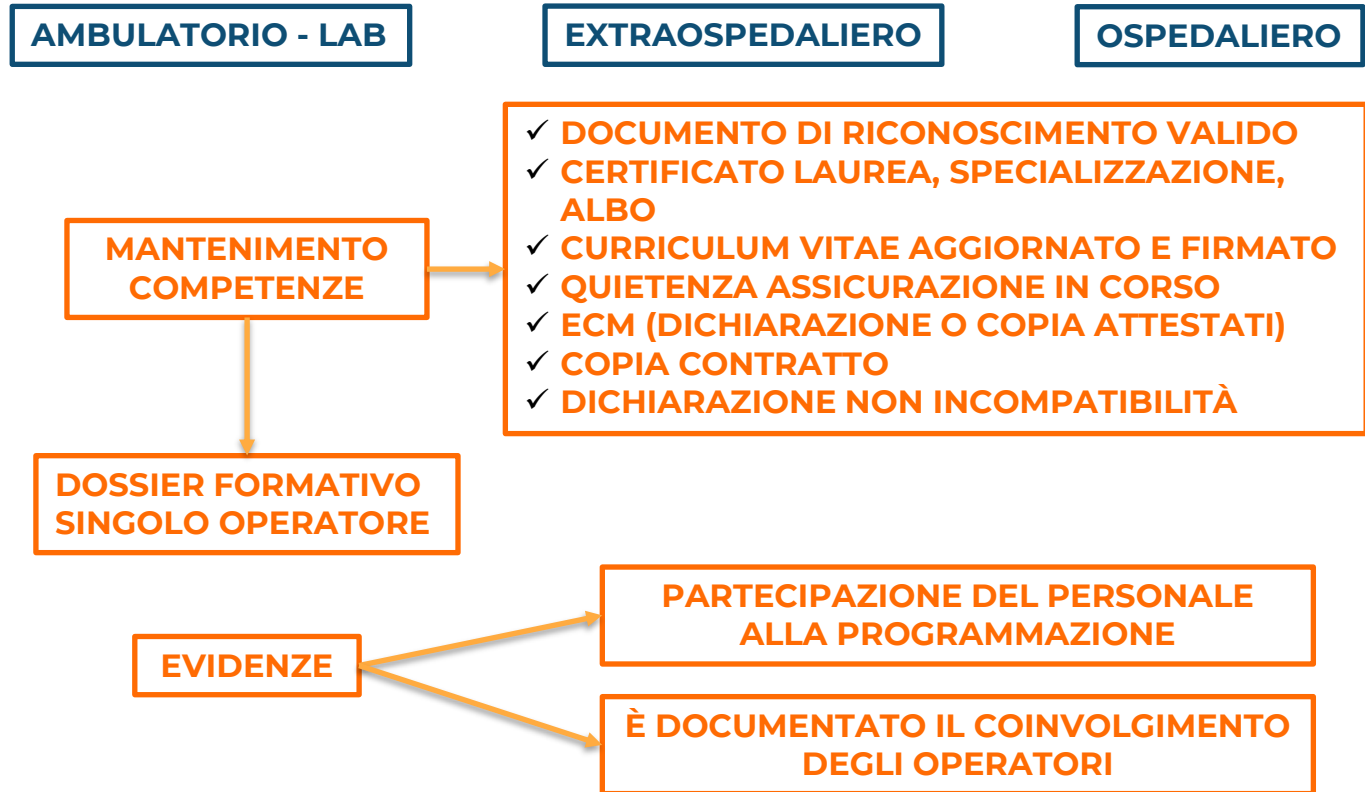 AMBULATORIO - LAB
EXTRAOSPEDALIERO
OSPEDALIERO
✓ DOCUMENTO DI RICONOSCIMENTO VALIDO
✓ CERTIFICATO LAUREA, SPECIALIZZAZIONE,
ALBO
✓ CURRICULUM VITAE AGGIORNATO E FIRMATO
✓ QUIETENZA ASSICURAZIONE IN CORSO
✓ ECM (DICHIARAZIONE O COPIA ATTESTATI)
✓ COPIA CONTRATTO
✓ DICHIARAZIONE NON INCOMPATIBILITÀ
MANTENIMENTO
COMPETENZE
DOSSIER FORMATIVO
SINGOLO OPERATORE
EVIDENZE
PARTECIPAZIONE DEL PERSONALE
ALLA PROGRAMMAZIONE
È DOCUMENTATO IL COINVOLGIMENTO
DEGLI OPERATORI